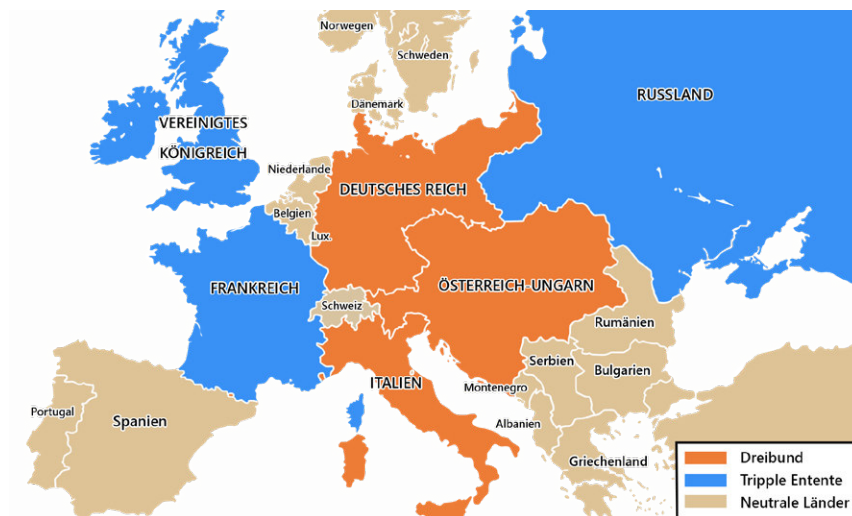 Norwegen
Schweden
Dänemark
RUSSLAND
VEREINIGTES
KÖNIGREICH
Niederlande
DEUTSCHES REICH
Belgien
Lux.
FRANKREICH
ÖSTERREICH-UNGARN
Schweiz
Rumänien
Serbien
Bulgarien
ITALIEN
Montenegro
Portugal
Spanien
Albanien
Griechenland
Dreibund
Tripple Entente
Neutrale Länder